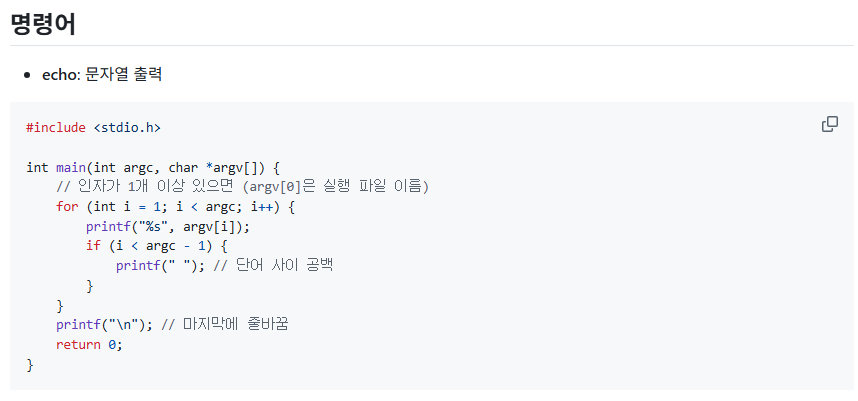 명령어
• echo: 문자열 출력
#include <stdio.h>
int main(int argc, char *argv[]) {
    // 인자가 1개 이상 있으면 (argv[0]은 실행 파일 이름)
    for (int i = 1; i < argc; i++) {
        printf("%s", argv[i]);
        if (i < argc - 1) {
            printf(" "); // 단어 사이 공백
        }
    }
    printf("\n"); // 마지막에 줄바꿈
    return 0;
}